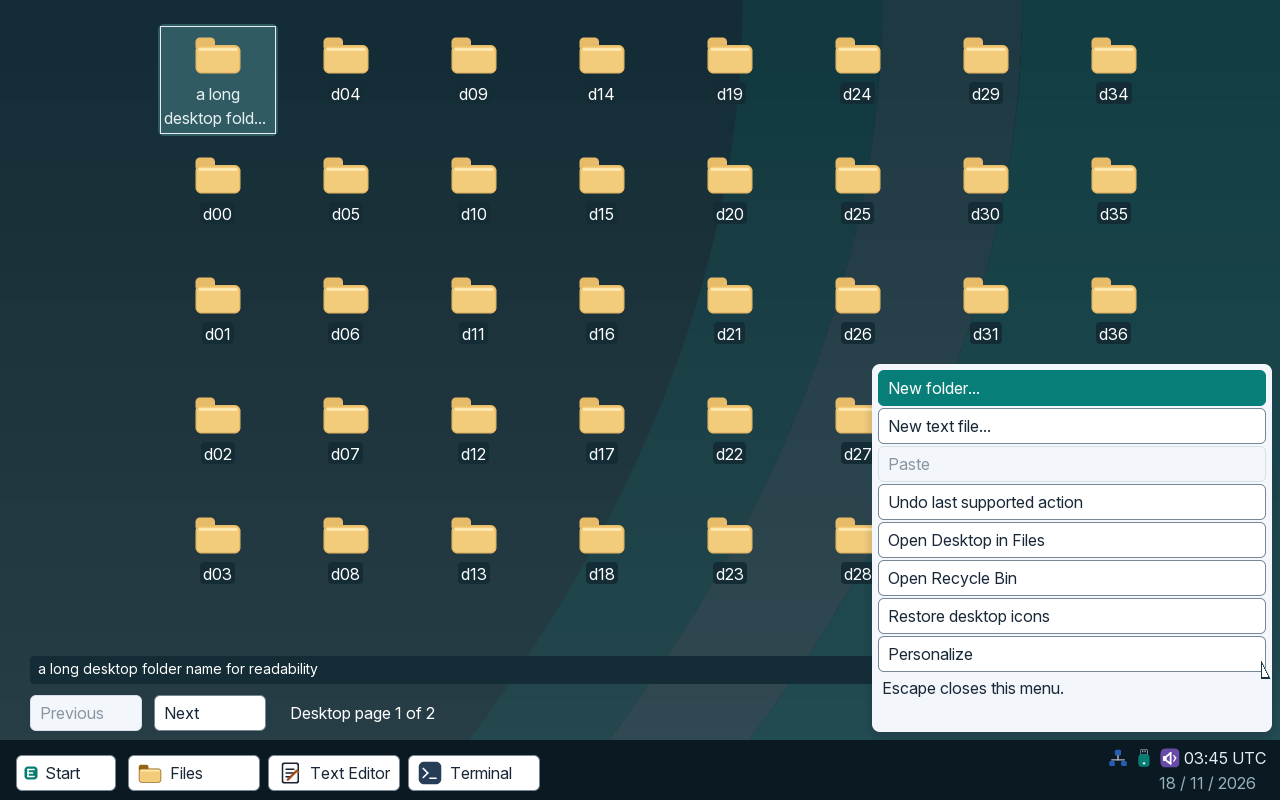 a long
desktop fold...
d04
d09
d14
d19
d24
d29
d34
d00
d05
d10
d15
d20
d25
d30
d35
d01
d06
d11
d16
d21
d26
d31
d36
d02
d07
d12
d17
d22
d27
d03
d08
d13
d18
d23
d28
New folder...
New text file...
Paste
Undo last supported action
Open Desktop in Files
Open Recycle Bin
Restore desktop icons
Personalize
Escape closes this menu.
a long desktop folder name for readability
Previous
Next
Desktop page 1 of 2
E Start
Files
Text Editor
Terminal
03:45 UTC
18 / 11 / 2026